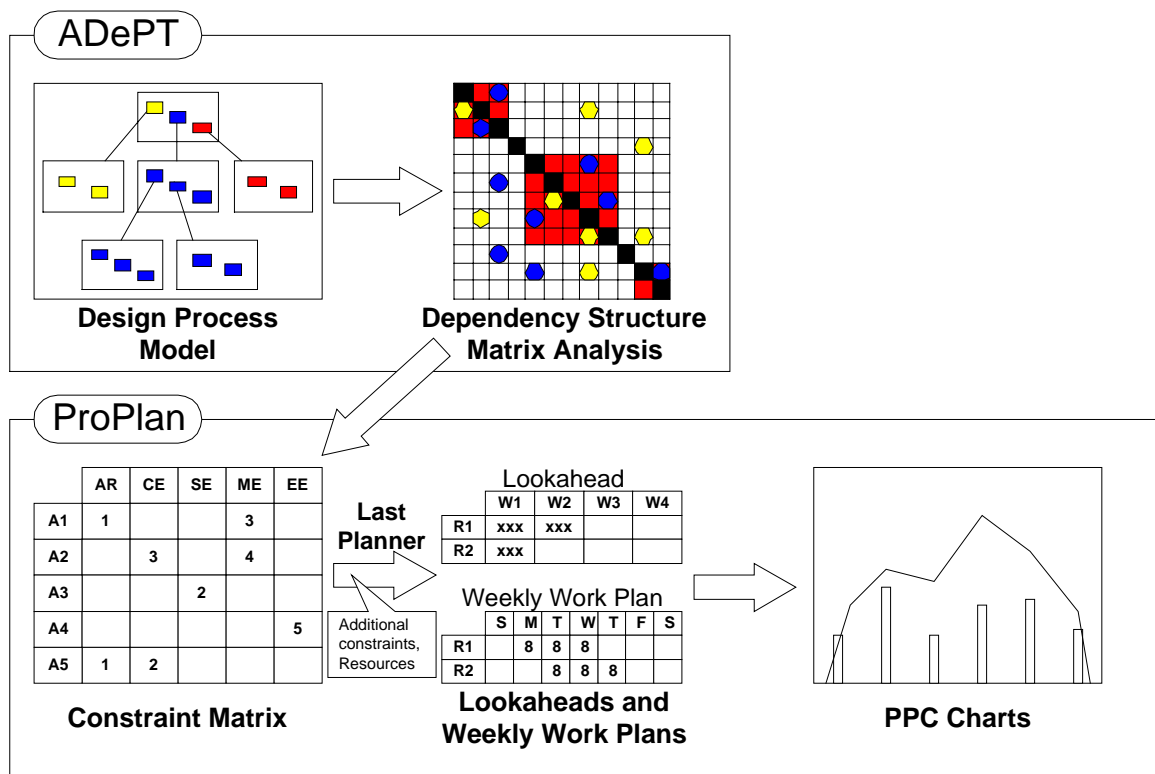 ADePT
Design Process
Model
Dependency Structure
Matrix Analysis
ProPlan
AR CE SE ME EE
A1 1 3
A2 3 4
A3 2
A4 5
A5 1 2
Constraint Matrix
Last
Planner
Additional
constraints,
Resources
Lookahead
W1 W2 W3 W4
R1 xxx xxx
R2 xxx
Weekly Work Plan
S M T W T F S
R1 8 8 8
R2 8 8 8
Lookaheads and
Weekly Work Plans
PPC Charts